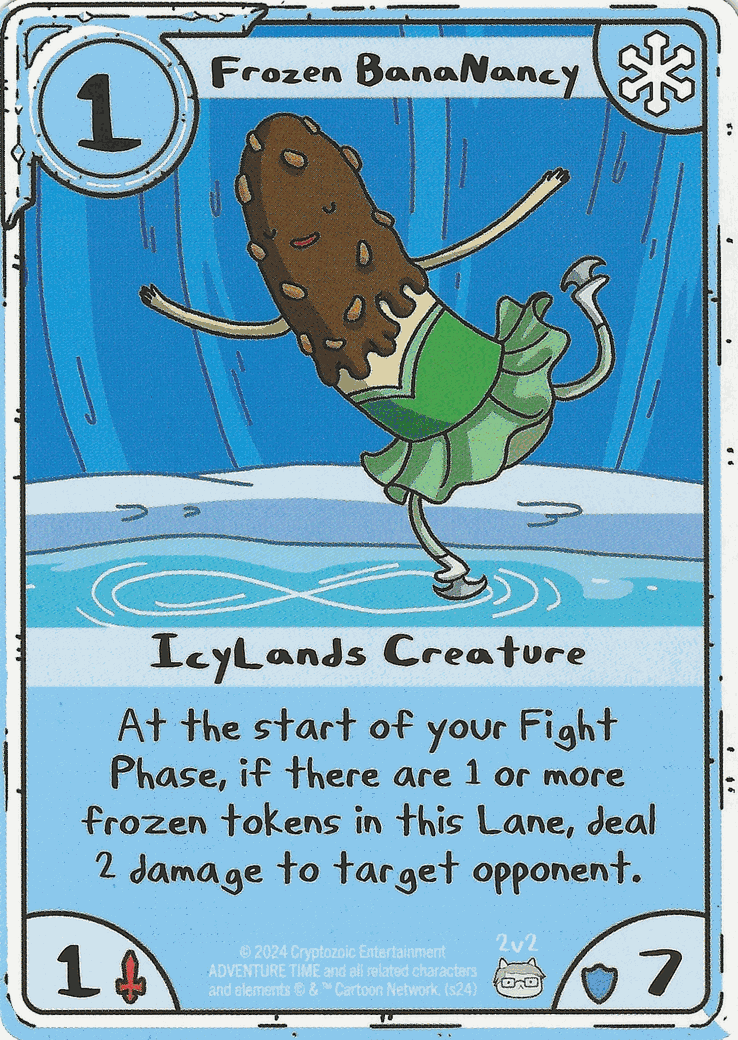 1
Frozen BanaNancy
IcyLands Creature
At the start of your Fight
Phase, if there are 1 or more
frozen tokens in this Lane, deal
2 damage to target opponent.
1
© 2024 Cryptozoic Entertainment
ADVENTURE TIME and all related characters
and elements © & ™ Cartoon Network. (s24)
2v2
7